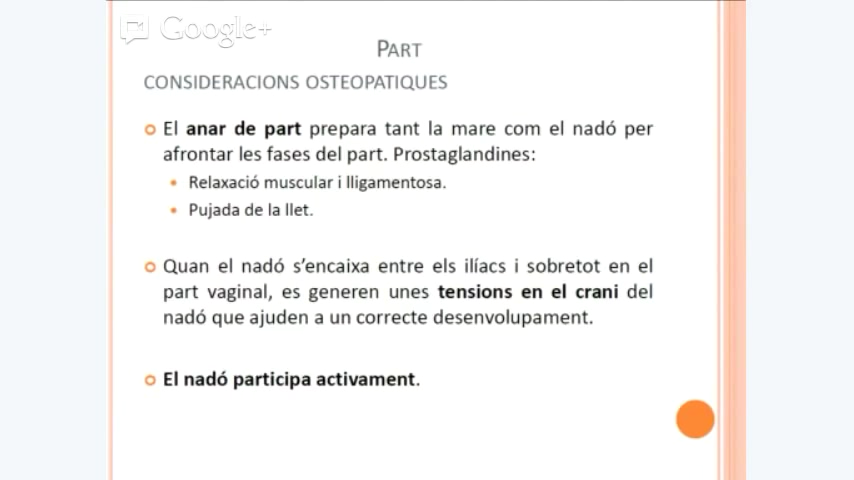 Google+
PART
CONSIDERACIONS OSTEOPATIQUES
El anar de part prepara tant la mare com el nadó per
afrontar les fases del part. Prostaglandines:
Relaxació muscular i lligamentosa.
Pujada de la llet.
Quan el nadó s'encaixa entre els ilíacs i sobretot en el
part vaginal, es generen unes tensions en el crani del
nadó que ajuden a un correcte desenvolupament.
El nadó participa activament.